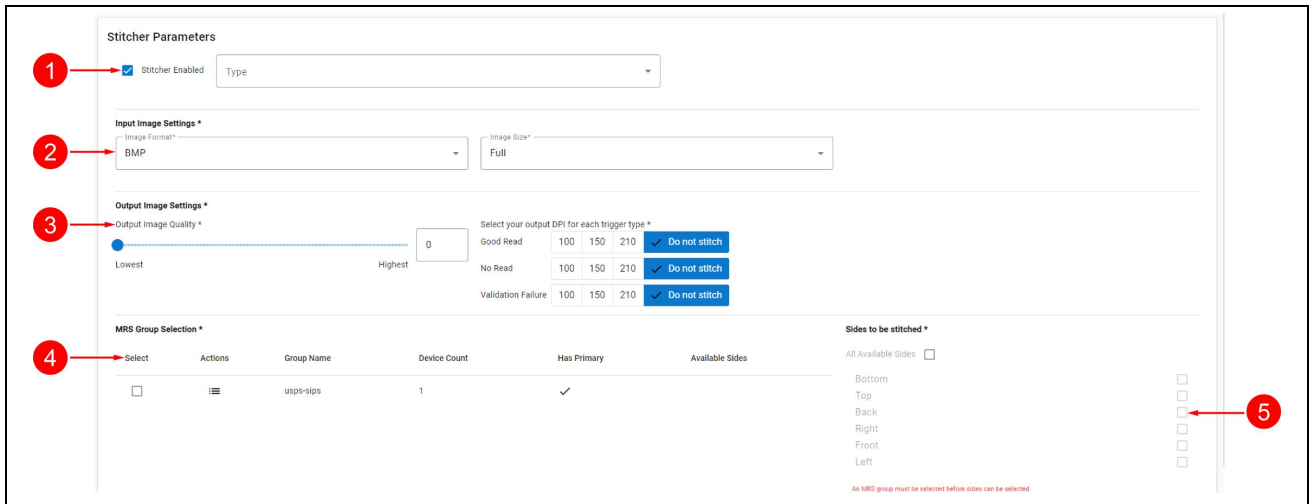 Stitcher Parameters
1
Stitcher Enabled
Type
Input Image Settings *
Image Format*
Image Size*
2
BMP
Full
Output Image Settings *
3
Output Image Quality *
Select your output DPI for each trigger type *
0
Good Read 100 150 210 Do not stitch
Lowest Highest
No Read 100 150 210 Do not stitch
Validation Failure 100 150 210 Do not stitch
MRS Group Selection *
Sides to be stitched *
4
Select Actions Group Name Device Count Has Primary Available Sides
All Available Sides
usps-sips 1
Bottom
Top
Back
5
Right
Front
Left
An MRS group must be selected before sides can be selected